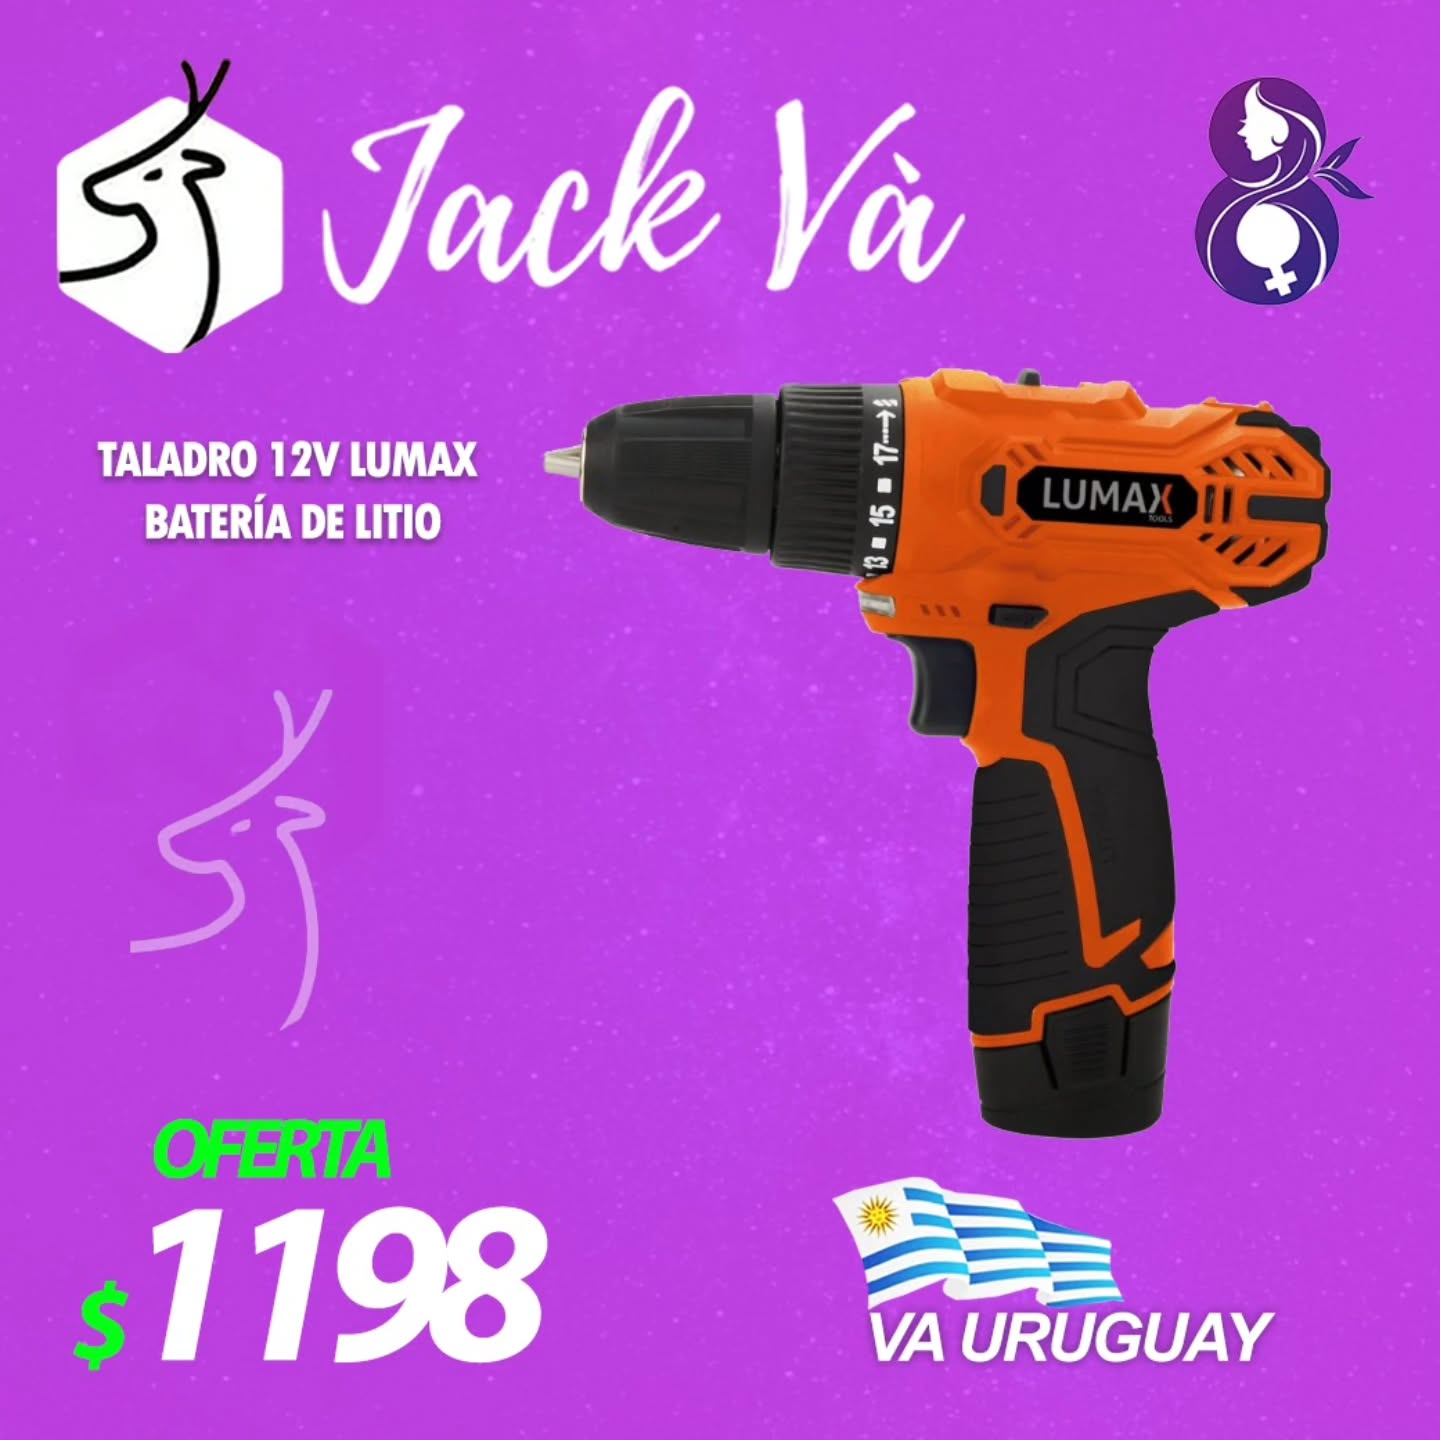 Jack Và
TALADRO 12V LUMAX
BATERÍA DE LITIO
17
15
13
LUMAX
TOOLS
OFERTA
$1198
VA URUGUAY